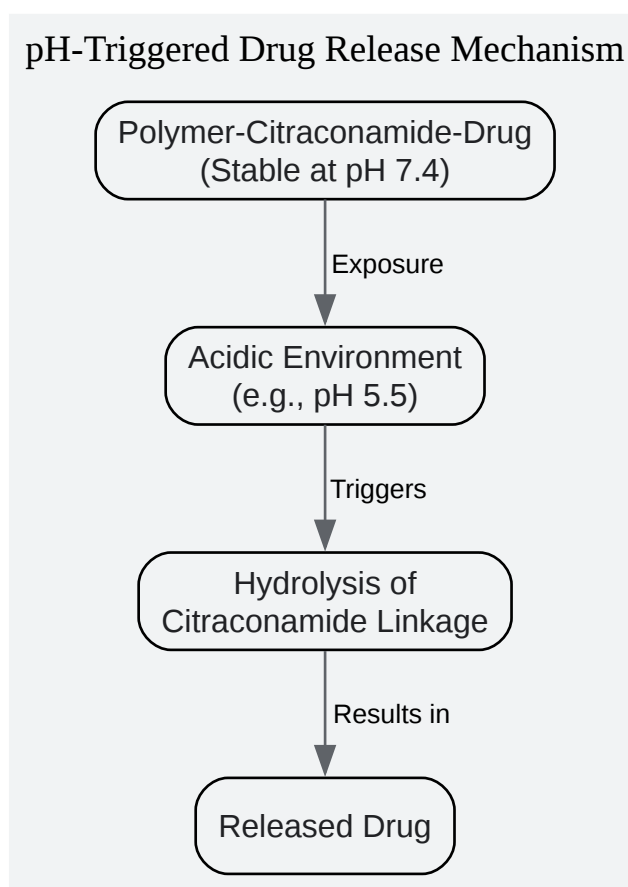 pH-Triggered Drug Release Mechanism
Polymer-Citraconamide-Drug
(Stable at pH 7.4)
Exposure
Acidic Environment
(e.g., pH 5.5)
Triggers
Hydrolysis of
Citraconamide Linkage
Results in
Released Drug